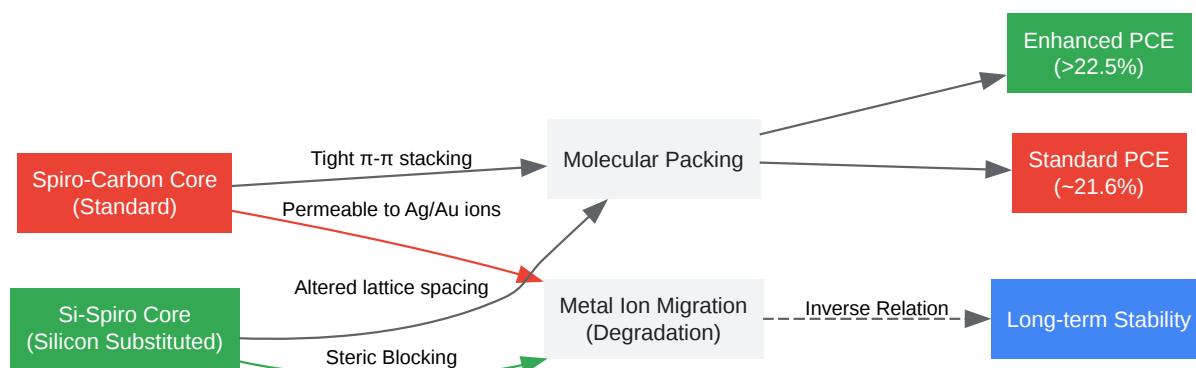 Enhanced PCE
(>22.5%)
Tight π-π stacking
Molecular Packing
Spiro-Carbon Core
(Standard)
Standard PCE
(~21.6%)
Permeable to Ag/Au ions
Altered lattice spacing
Metal Ion Migration
(Degradation)
Inverse Relation
Long-term Stability
Si-Spiro Core
(Silicon Substituted)
Steric Blocking